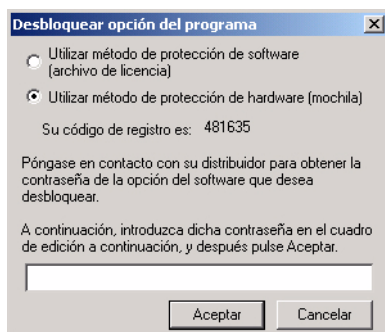 Desbloquear opción del programa
Utilizar método de protección de software
(archivo de licencia)
Utilizar método de protección de hardware (mochila)
Su código de registro es: 481635
Póngase en contacto con su distribuidor para obtener la
contraseña de la opción del software que desea
desbloquear.
A continuación, introduzca dicha contraseña en el cuadro
de edición a continuación, y después pulse Aceptar.
Aceptar
Cancelar